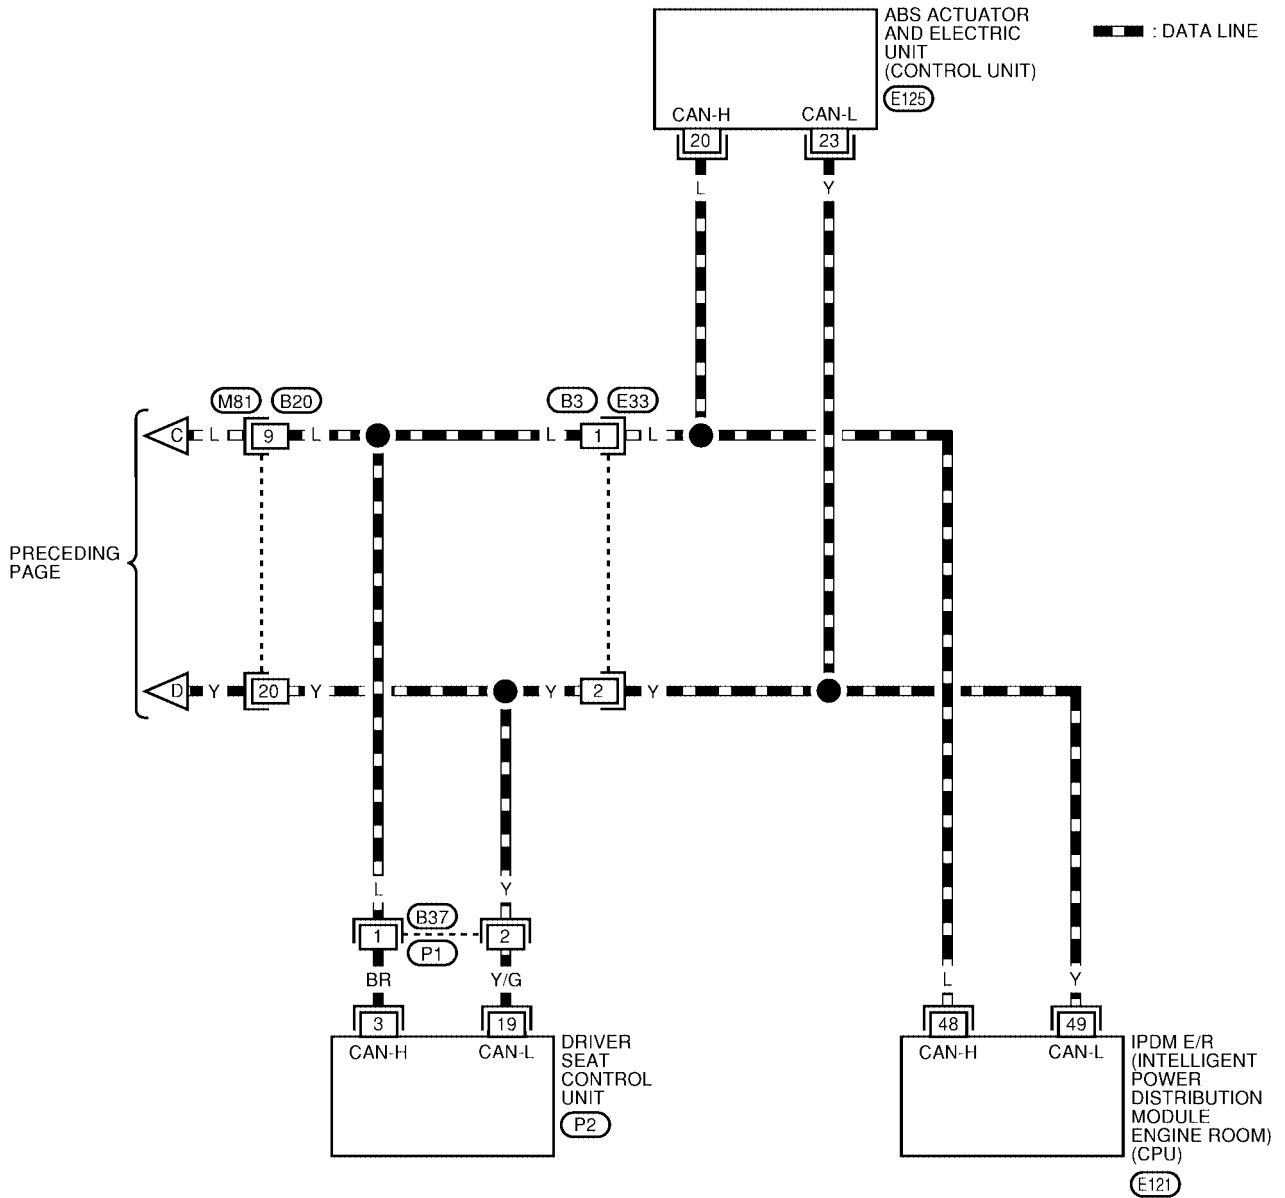 ABS ACTUATOR
AND ELECTRIC
UNIT
(CONTROL UNIT)
E125
: DATA LINE
CAN-H
CAN-L
20
23
L
Y
M81
B20
B3
E33
C
L
9
L
L
1
L
PRECEDING
PAGE
D
Y
20
Y
Y
2
Y
L
Y
B37
1
2
P1
BR
Y/G
L
Y
3
19
48
49
CAN-H
CAN-L
DRIVER
SEAT
CONTROL
UNIT
P2
CAN-H
CAN-L
IPDM E/R
(INTELLIGENT
POWER
DISTRIBUTION
MODULE
ENGINE ROOM)
(CPU)
E121